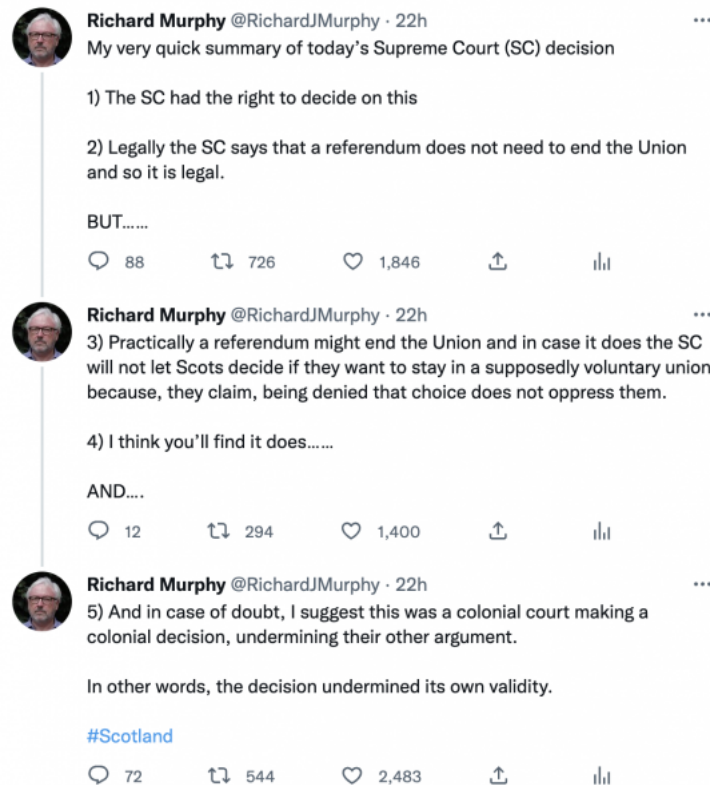 Richard Murphy @RichardJMurphy · 22h
My very quick summary of today's Supreme Court (SC) decision
1) The SC had the right to decide on this
2) Legally the SC says that a referendum does not need to end the Union
and so it is legal.
BUT......
88 726 1,846
Richard Murphy @RichardJMurphy · 22h
3) Practically a referendum might end the Union and in case it does the SC
will not let Scots decide if they want to stay in a supposedly voluntary union
because, they claim, being denied that choice does not oppress them.
4) I think you'll find it does......
AND....
12 294 1,400
Richard Murphy @RichardJMurphy · 22h
5) And in case of doubt, I suggest this was a colonial court making a
colonial decision, undermining their other argument.
In other words, the decision undermined its own validity.
#Scotland
72 544 2,483